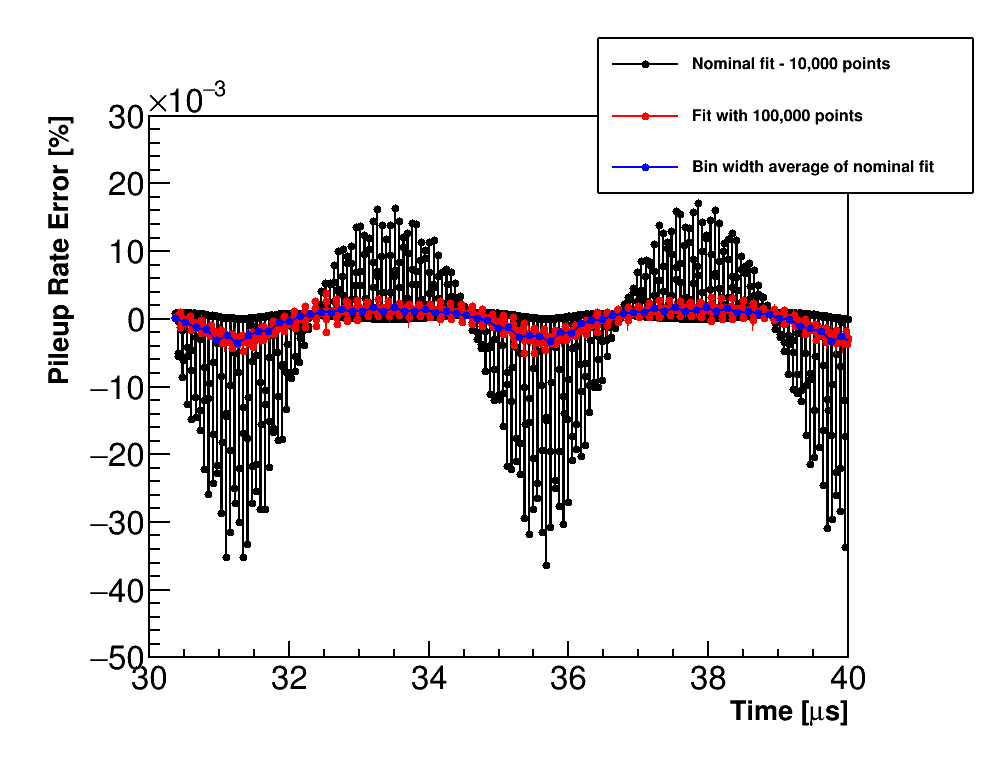 Nominal fit - 10,000 points
Fit with 100,000 points
Bin width average of nominal fit
×10⁻³
Pileup Rate Error [%]
30
20
10
0
−10
−20
−30
−40
−50
30 32 34 36 38 40
Time [μs]